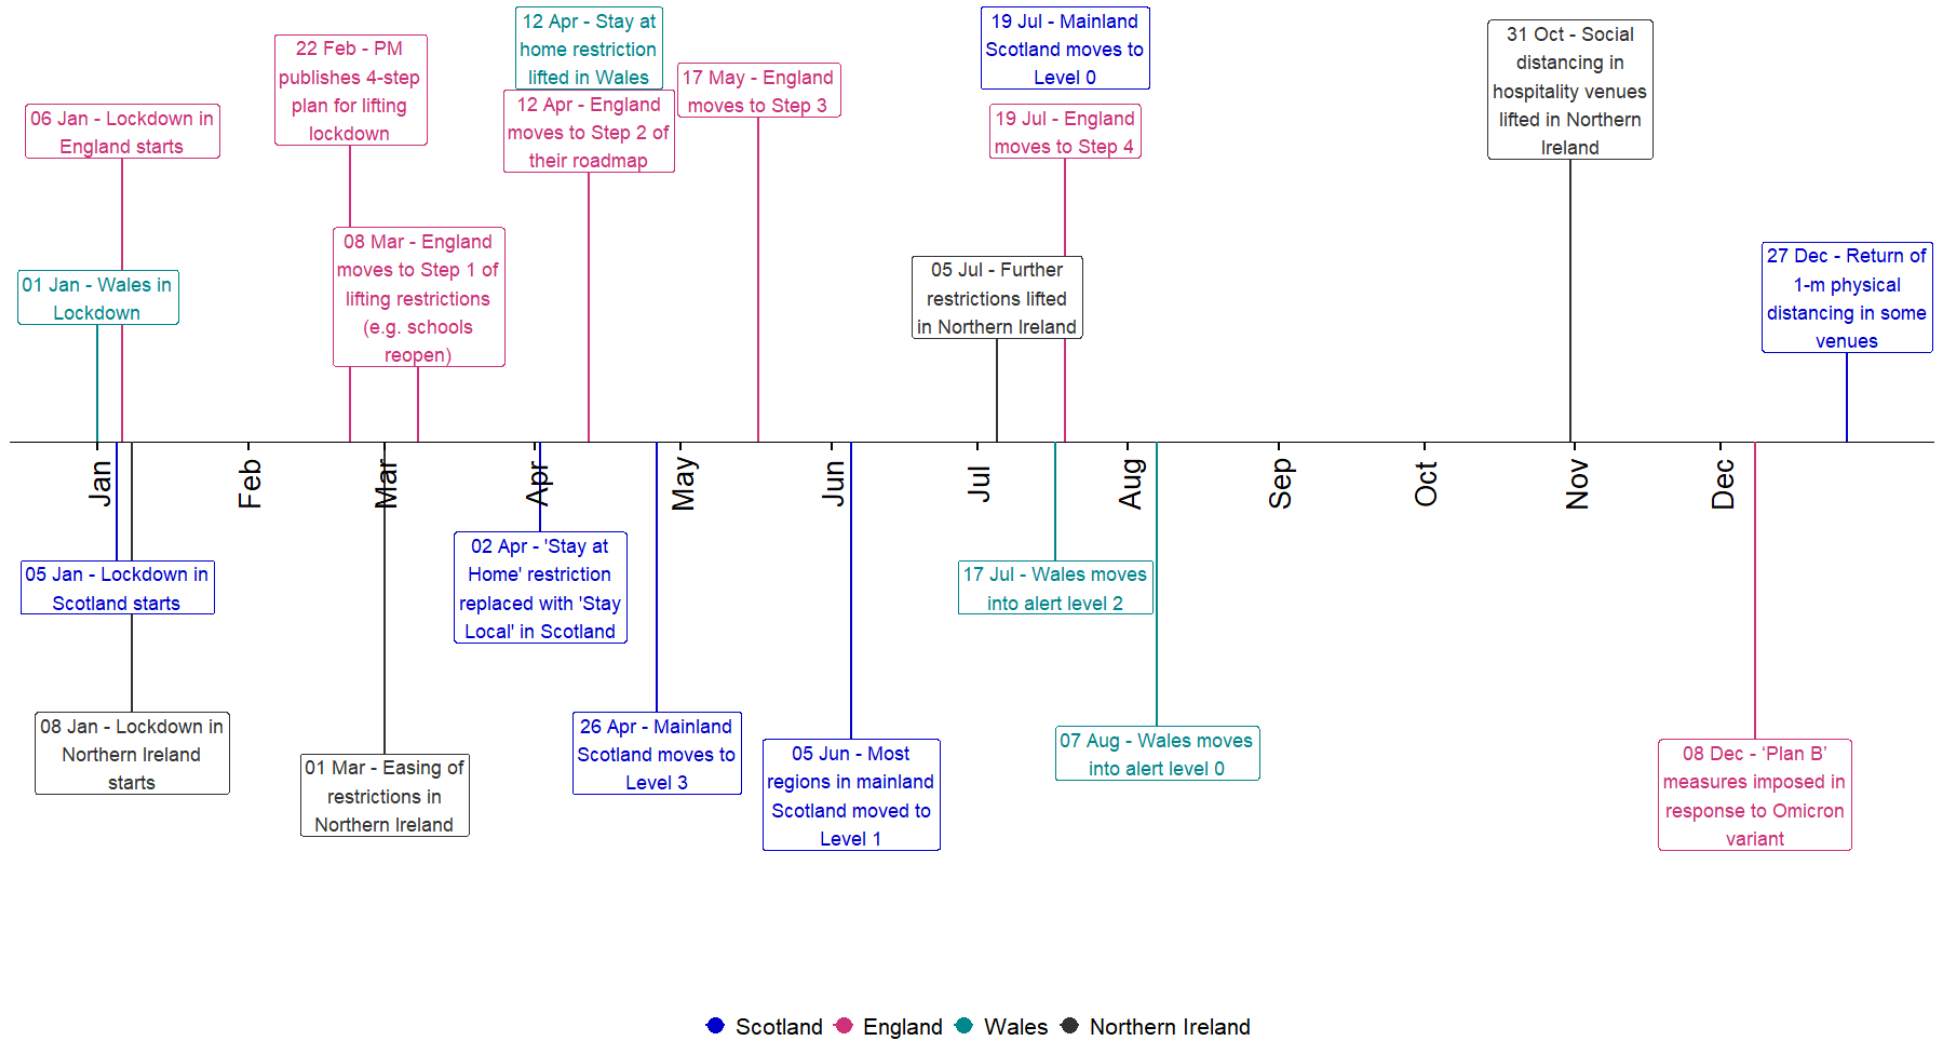 12 Apr - Stay at
home restriction
lifted in Wales
19 Jul - Mainland
Scotland moves to
Level 0
31 Oct - Social
distancing in
hospitality venues
lifted in Northern
Ireland
22 Feb - PM
publishes 4-step
plan for lifting
lockdown
17 May - England
moves to Step 3
06 Jan - Lockdown in
England starts
12 Apr - England
moves to Step 2 of
their roadmap
19 Jul - England
moves to Step 4
08 Mar - England
moves to Step 1 of
lifting restrictions
(e.g. schools
reopen)
01 Jan - Wales in
Lockdown
05 Jul - Further
restrictions lifted
in Northern Ireland
27 Dec - Return of
1-m physical
distancing in some
venues
Jan
Feb
Mar
Apr
May
Jun
Jul
Aug
Sep
Oct
Nov
Dec
05 Jan - Lockdown in
Scotland starts
02 Apr - 'Stay at
Home' restriction
replaced with 'Stay
Local' in Scotland
17 Jul - Wales moves
into alert level 2
08 Jan - Lockdown in
Northern Ireland
starts
01 Mar - Easing of
restrictions in
Northern Ireland
26 Apr - Mainland
Scotland moves to
Level 3
05 Jun - Most
regions in mainland
Scotland moved to
Level 1
07 Aug - Wales moves
into alert level 0
08 Dec - ‘Plan B’
measures imposed in
response to Omicron
variant
Scotland
England
Wales
Northern Ireland